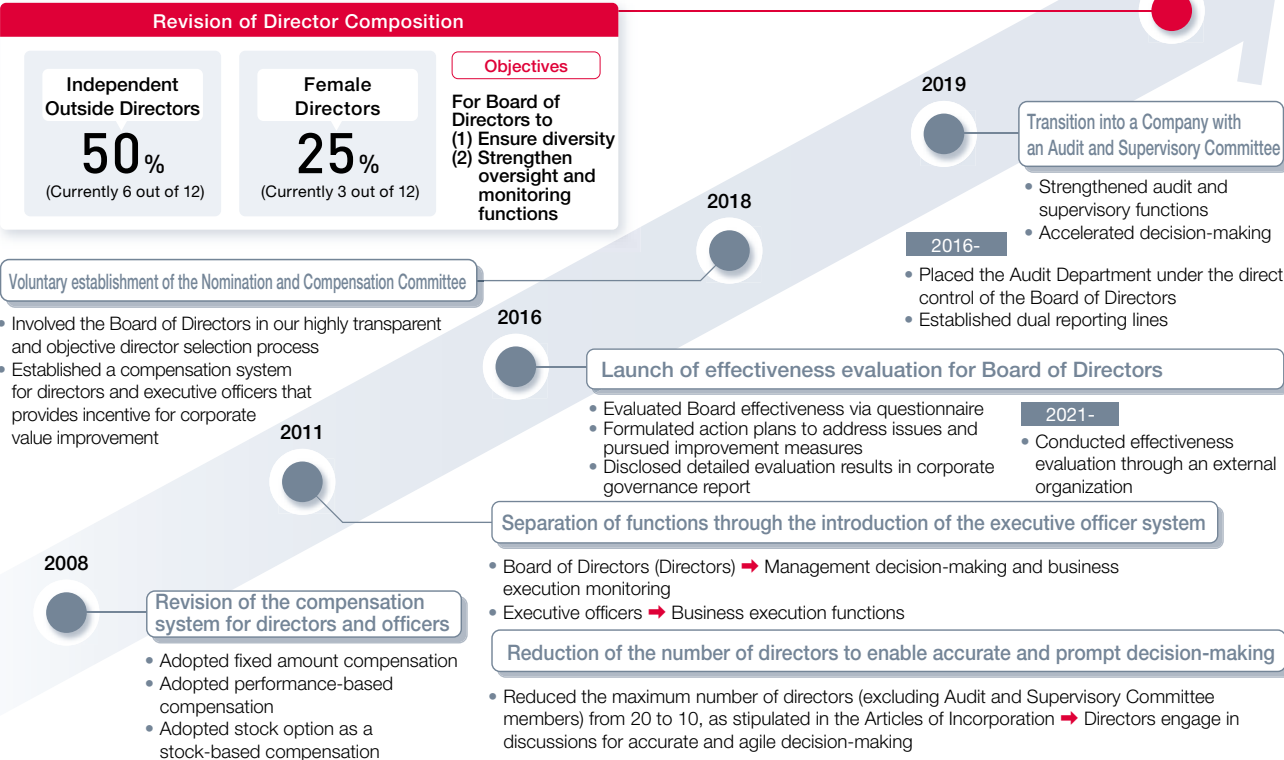 Revision of Director Composition
Independent
Outside Directors
50%
(Currently 6 out of 12)
Female
Directors
25%
(Currently 3 out of 12)
Objectives
For Board of
Directors to
(1) Ensure diversity
(2) Strengthen
oversight and
monitoring
functions
2019
Transition into a Company with
an Audit and Supervisory Committee
• Strengthened audit and
supervisory functions
• Accelerated decision-making
2016-
• Placed the Audit Department under the direct
control of the Board of Directors
• Established dual reporting lines
2018
Voluntary establishment of the Nomination and Compensation Committee
• Involved the Board of Directors in our highly transparent
and objective director selection process
• Established a compensation system
for directors and executive officers that
provides incentive for corporate
value improvement
2016
Launch of effectiveness evaluation for Board of Directors
• Evaluated Board effectiveness via questionnaire
• Formulated action plans to address issues and
pursued improvement measures
• Disclosed detailed evaluation results in corporate
governance report
2021-
• Conducted effectiveness
evaluation through an external
organization
2011
Separation of functions through the introduction of the executive officer system
• Board of Directors (Directors) ➡ Management decision-making and business
execution monitoring
• Executive officers ➡ Business execution functions
Reduction of the number of directors to enable accurate and prompt decision-making
• Reduced the maximum number of directors (excluding Audit and Supervisory Committee
members) from 20 to 10, as stipulated in the Articles of Incorporation ➡ Directors engage in
discussions for accurate and agile decision-making
2008
Revision of the compensation
system for directors and officers
• Adopted fixed amount compensation
• Adopted performance-based
compensation
• Adopted stock option as a
stock-based compensation